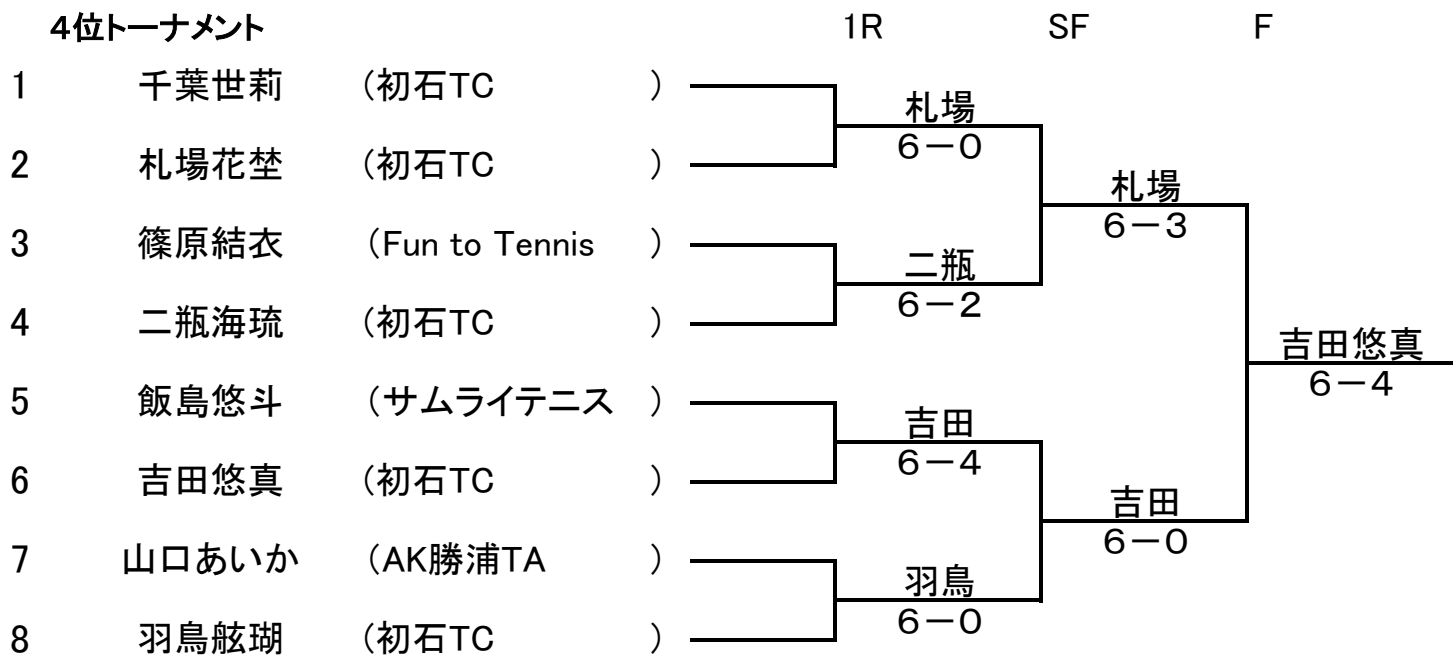 ４位トーナメント 1R SF F
1 千葉世莉 （初石TC ）
札場
6－0
2 札場花埜 （初石TC ）
札場
6－3
3 篠原結衣 （Fun to Tennis ）
二瓶
6－2
4 二瓶海琉 （初石TC ）
吉田悠真
6－4
5 飯島悠斗 （サムライテニス ）
吉田
6－4
6 吉田悠真 （初石TC ）
吉田
6－0
7 山口あいか （AK勝浦TA ）
羽鳥
6－0
8 羽鳥舷瑚 （初石TC ）